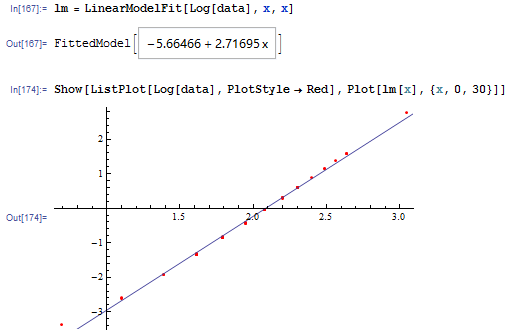 In[167]:= lm = LinearModelFit[Log[data], x, x]
Out[167]= FittedModel[ -5.66466 + 2.71695 x ]
In[174]:= Show[ListPlot[Log[data], PlotStyle → Red], Plot[lm[x], {x, 0, 30}]]
2
1
Out[174]= 1.5 2.0 2.5 3.0
-1
-2
-3